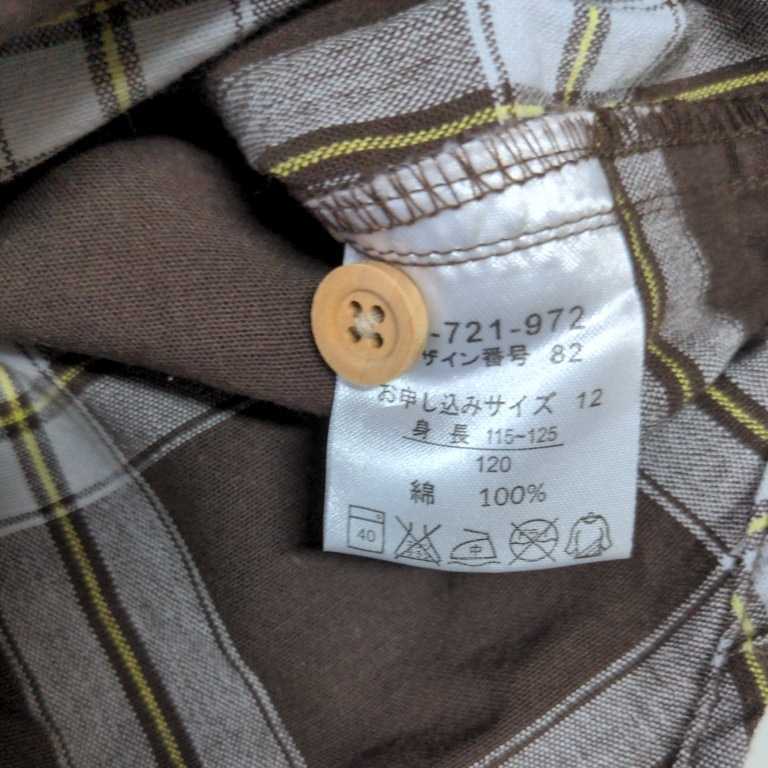 -721-972
ザイン番号 82
お申し込みサイズ 12
身長 115~125
120
綿 100%
40 中